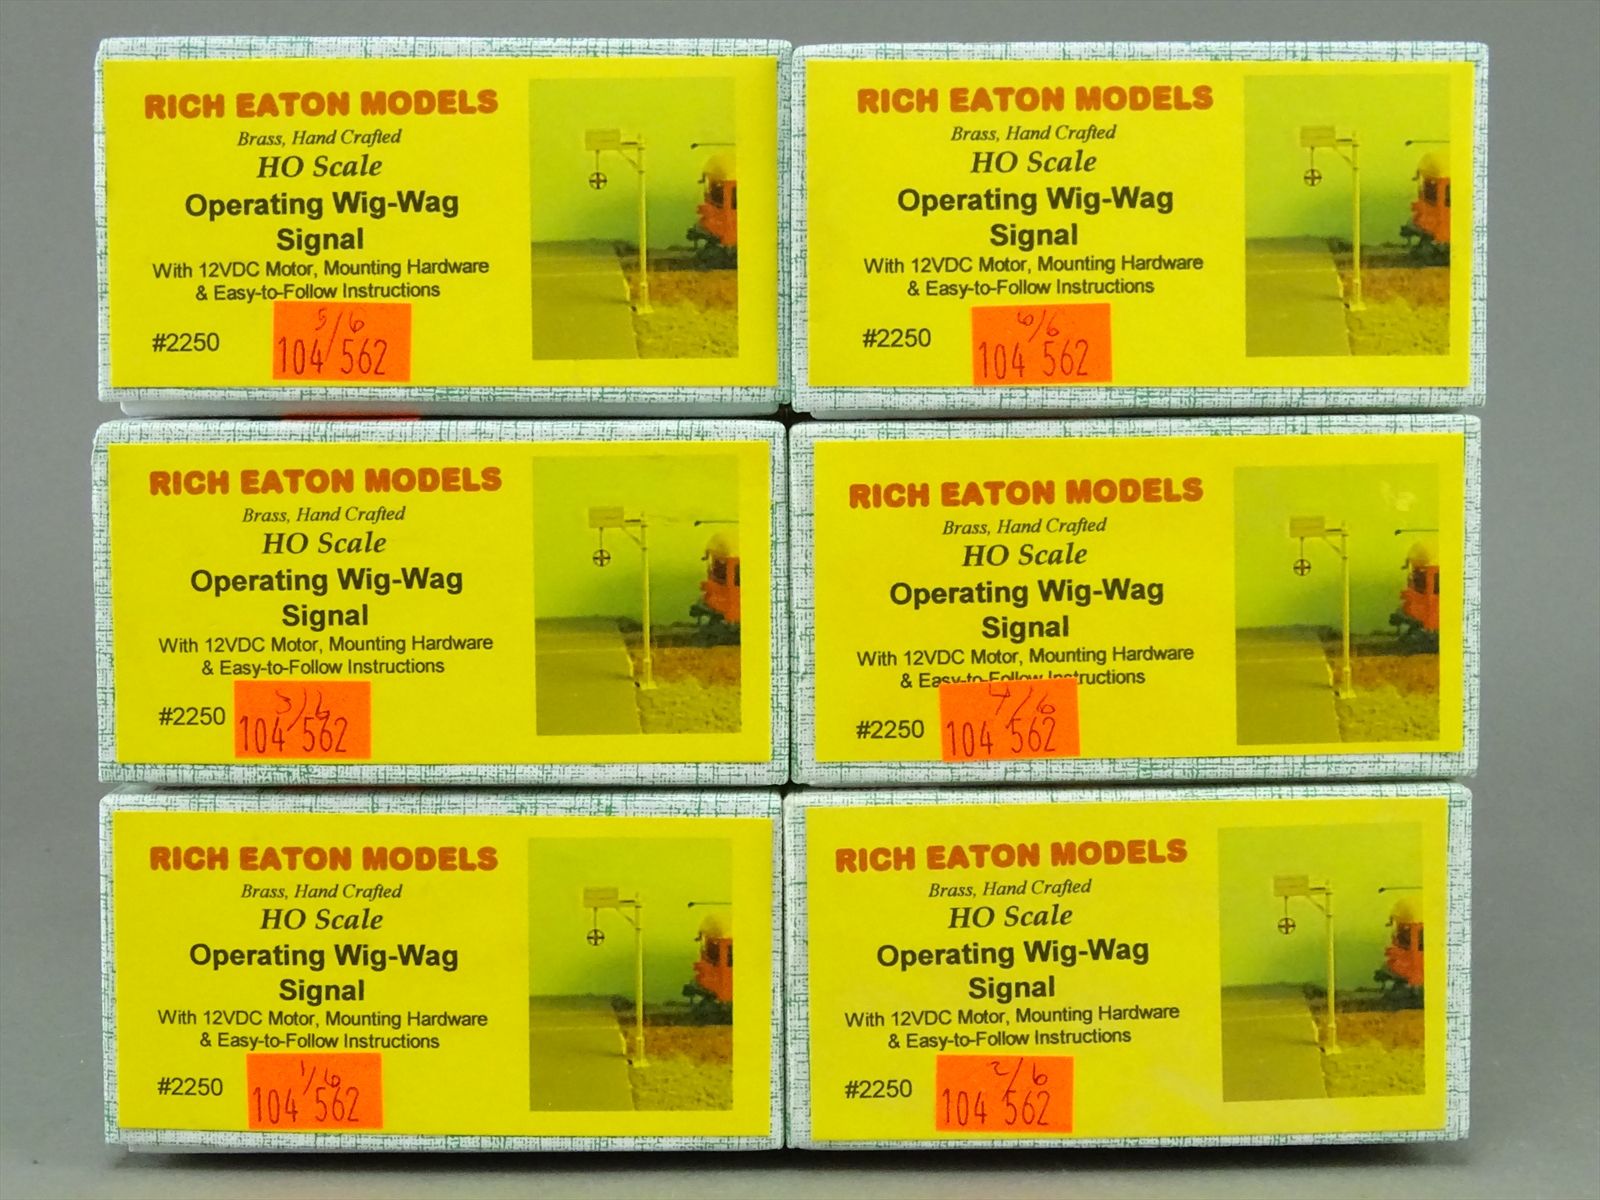 RICH EATON MODELS
Brass, Hand Crafted
HO Scale
Operating Wig-Wag
Signal
With 12VDC Motor, Mounting Hardware
& Easy-to-Follow Instructions
#2250
5/6
104 562
RICH EATON MODELS
Brass, Hand Crafted
HO Scale
Operating Wig-Wag
Signal
With 12VDC Motor, Mounting Hardware
& Easy-to-Follow Instructions
#2250
6/6
104 562
RICH EATON MODELS
Brass, Hand Crafted
HO Scale
Operating Wig-Wag
Signal
With 12VDC Motor, Mounting Hardware
& Easy-to-Follow Instructions
#2250
3/6
104 562
RICH EATON MODELS
Brass, Hand Crafted
HO Scale
Operating Wig-Wag
Signal
With 12VDC Motor, Mounting Hardware
& Easy-to-Follow Instructions
#2250
4/6
104 562
RICH EATON MODELS
Brass, Hand Crafted
HO Scale
Operating Wig-Wag
Signal
With 12VDC Motor, Mounting Hardware
& Easy-to-Follow Instructions
#2250
1/6
104 562
RICH EATON MODELS
Brass, Hand Crafted
HO Scale
Operating Wig-Wag
Signal
With 12VDC Motor, Mounting Hardware
& Easy-to-Follow Instructions
#2250
2/6
104 562